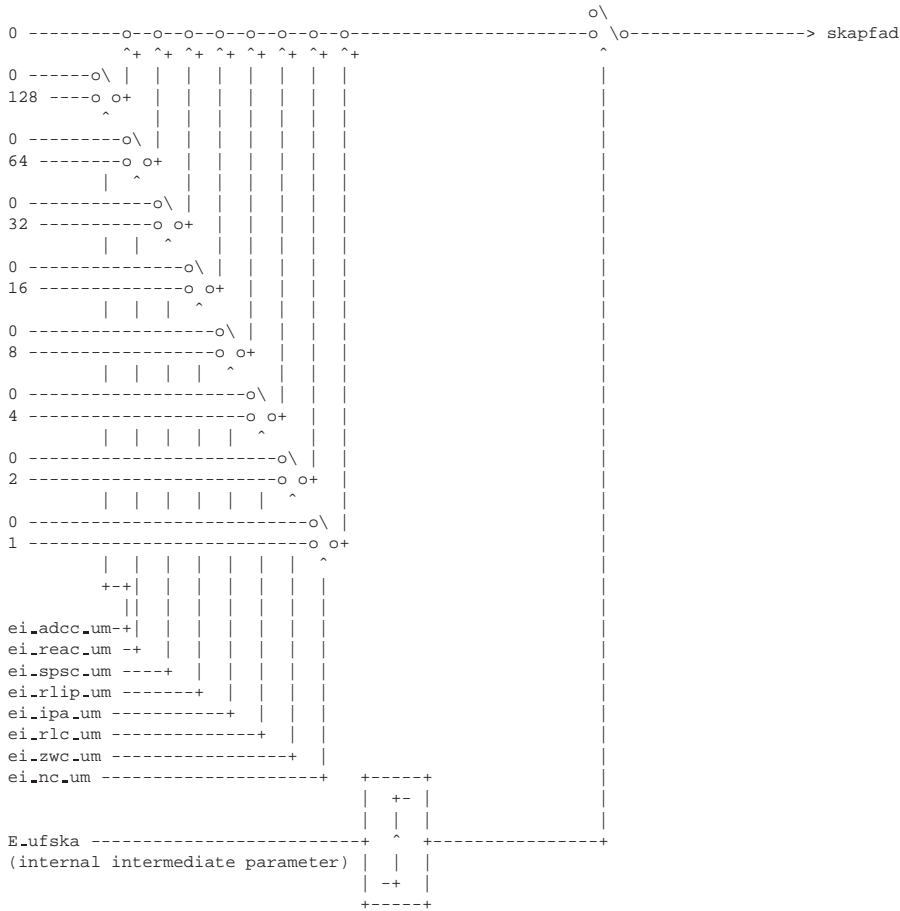 0 skapfad
0
128
0
64
0
32
0
16
0
8
0
4
0
2
0
1
ei_adcc_um
ei_reac_um
ei_spsc_um
ei_rlip_um
ei_ipa_um
ei_rlc_um
ei_zwc_um
ei_nc_um
E_ufska
(internal intermediate parameter)